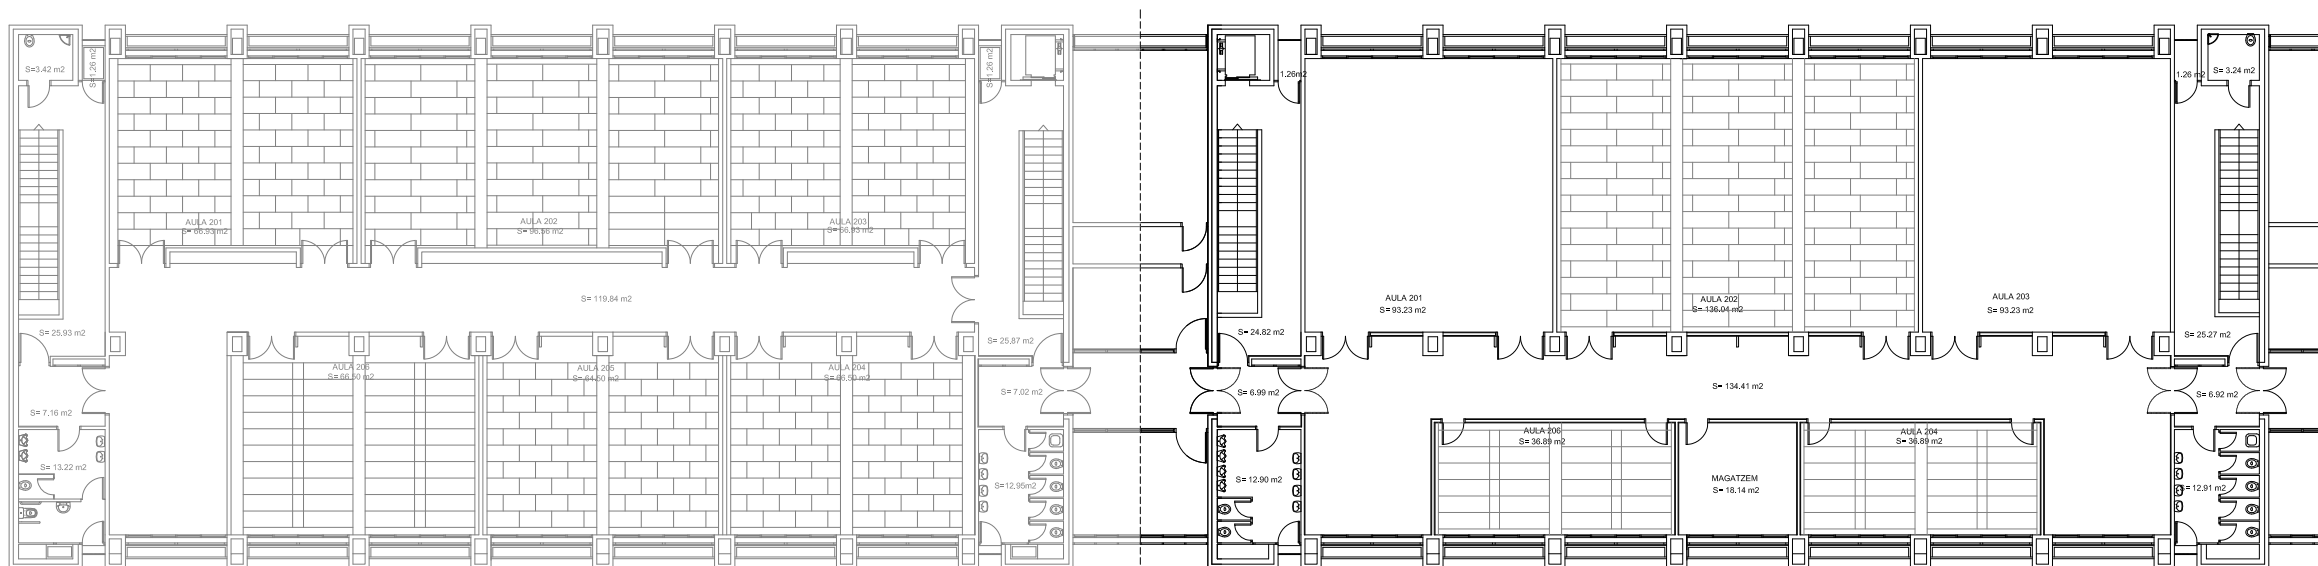 S=3.42 m2
S=1,26 m2
AULA 201
S= 66.93 m2
AULA 202
S= 96.56 m2
AULA 203
S= 66,93 m2
S=1,26 m2
S= 119,84 m2
S= 25,93 m2
S= 25,87 m2
AULA 206
S= 66,50 m2
AULA 205
S= 64,50 m2
AULA 204
S= 66,50 m2
S= 7.16 m2
S= 7.02 m2
S= 13.22 m2
S=12,95m2
1.26m2
1.26 m2
S= 3.24 m2
AULA 201
S= 93.23 m2
AULA 202
S= 136.04 m2
AULA 203
S= 93.23 m2
S= 24.82 m2
S= 25.27 m2
S= 6.99 m2
S= 134.41 m2
S= 6.92 m2
AULA 206
S= 36.89 m2
AULA 204
S= 36.89 m2
MAGATZEM
S= 18.14 m2
S= 12.90 m2
S= 12.91 m2